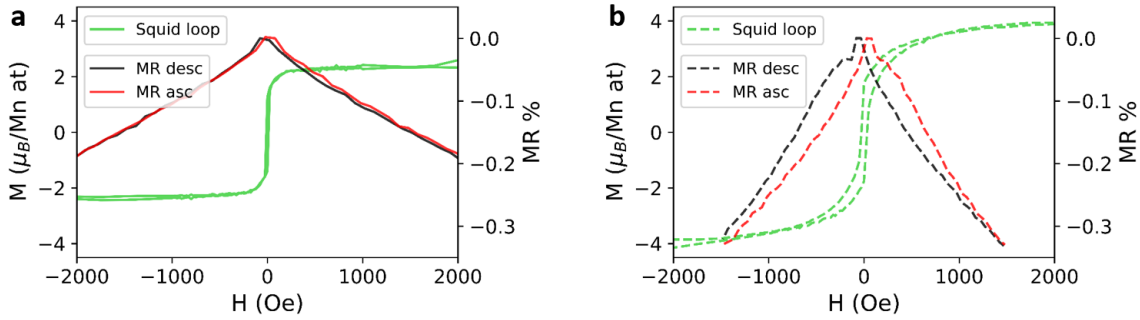 a
4
2
0
−2
−4
M (μB/Mn at)
Squid loop
MR desc
MR asc
0.0
−0.1
−0.2
−0.3
MR %
−2000 −1000 0 1000 2000
H (Oe)
b
4
2
0
−2
−4
M (μB/Mn at)
Squid loop
MR desc
MR asc
0.0
−0.1
−0.2
−0.3
MR %
−2000 −1000 0 1000 2000
H (Oe)